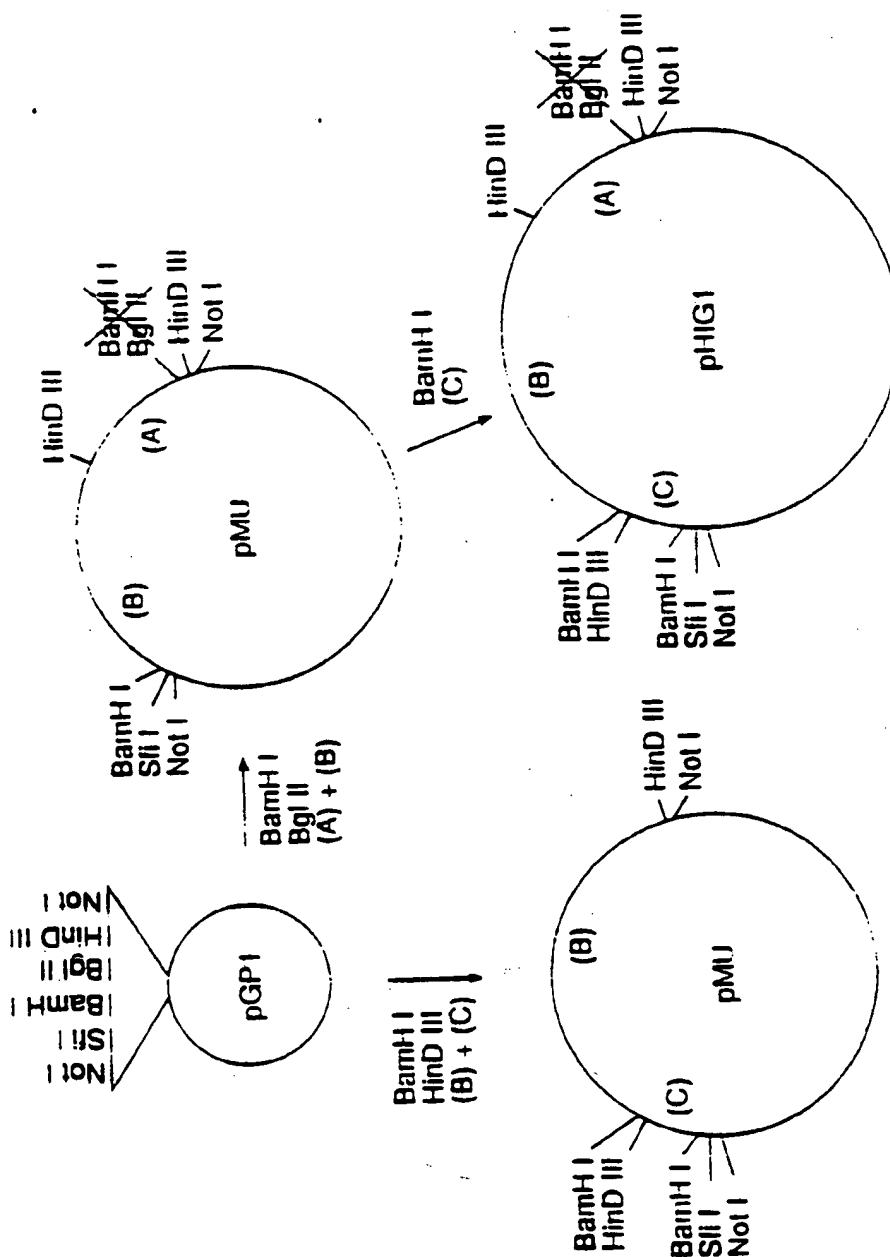 Not I
Sfi I
BamH I
Bgl II
HinD III
Not I
pGP1
BamH I
Bgl II
(A) + (B)
BamH I
Sfi I
Not I
(B)
HinD III
(A)
BamH I
Bgl II
HinD III
Not I
pMU
BamH I
HinD III
(B) + (C)
BamH I
(C)
BamH I
HinD III
(C)
BamH I
Sfi I
Not I
(B)
HinD III
Not I
pMU
BamH I
HinD III
(C)
BamH I
Sfi I
Not I
(B)
HinD III
(A)
BamH I
Bgl II
HinD III
Not I
pHIG1